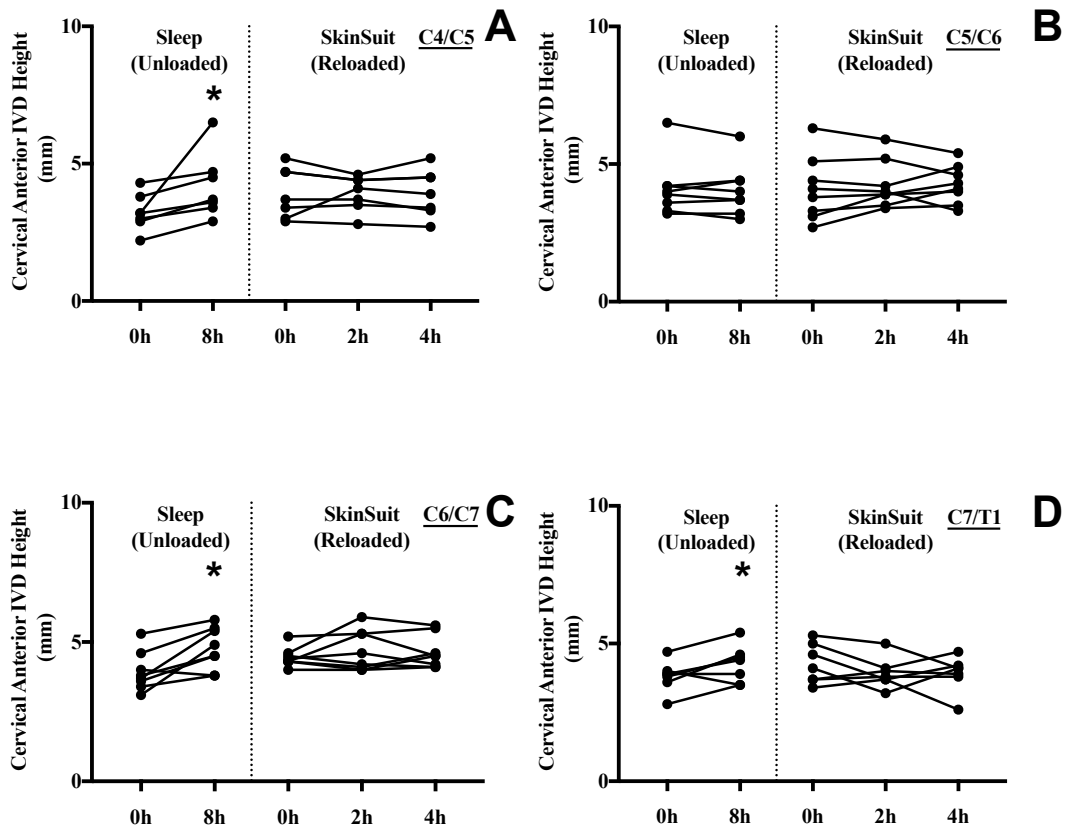 A
Sleep
(Unloaded)
SkinSuit
(Reloaded)
C4/C5
*
Cervical Anterior IVD Height
(mm)
10
5
0
0h 8h 0h 2h 4h
B
Sleep
(Unloaded)
SkinSuit
(Reloaded)
C5/C6
Cervical Anterior IVD Height
(mm)
10
5
0
0h 8h 0h 2h 4h
C
Sleep
(Unloaded)
SkinSuit
(Reloaded)
C6/C7
*
Cervical Anterior IVD Height
(mm)
10
5
0
0h 8h 0h 2h 4h
D
Sleep
(Unloaded)
SkinSuit
(Reloaded)
C7/T1
*
Cervical Anterior IVD Height
(mm)
10
5
0
0h 8h 0h 2h 4h